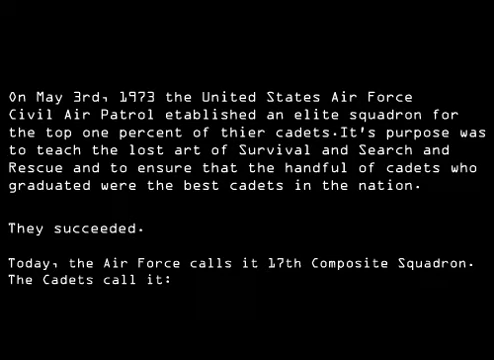 On May 3rd, 1973 the United States Air Force
Civil Air Patrol etablished an elite squadron for
the top one percent of thier cadets.It's purpose was
to teach the lost art of Survival and Search and
Rescue and to ensure that the handful of cadets who
graduated were the best cadets in the nation.
They succeeded.
Today, the Air Force calls it 17th Composite Squadron.
The Cadets call it: